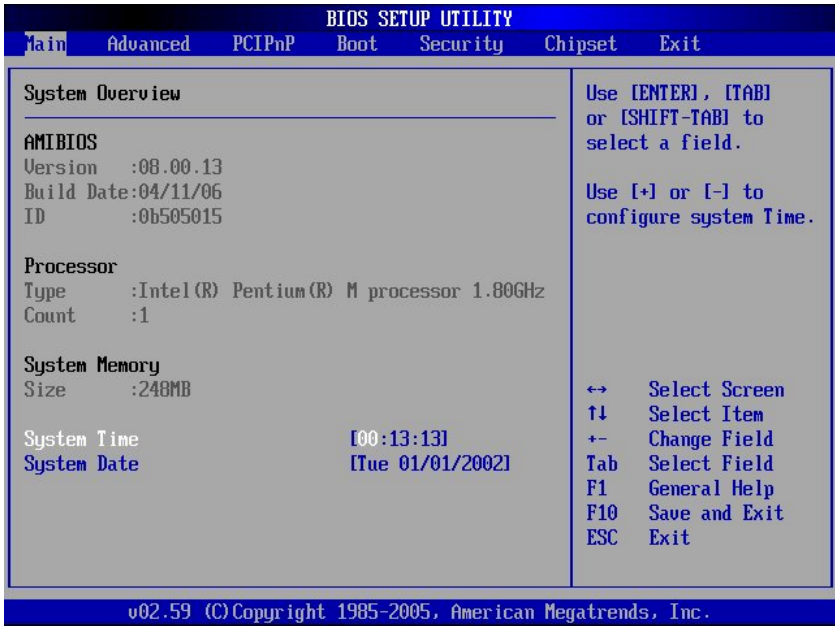 BIOS SETUP UTILITY
Main Advanced PCIPnP Boot Security Chipset Exit
System Overview
AMIBIOS
Version :08.00.13
Build Date:04/11/06
ID :0b505015
Processor
Type :Intel(R) Pentium(R) M processor 1.80GHz
Count :1
System Memory
Size :248MB
System Time [00:13:13]
System Date [Tue 01/01/2002]
Use [ENTER], [TAB]
or [SHIFT-TAB] to
select a field.
Use [+] or [-] to
configure system Time.
↔ Select Screen
↑↓ Select Item
+- Change Field
Tab Select Field
F1 General Help
F10 Save and Exit
ESC Exit
v02.59 (C)Copyright 1985-2005, American Megatrends, Inc.